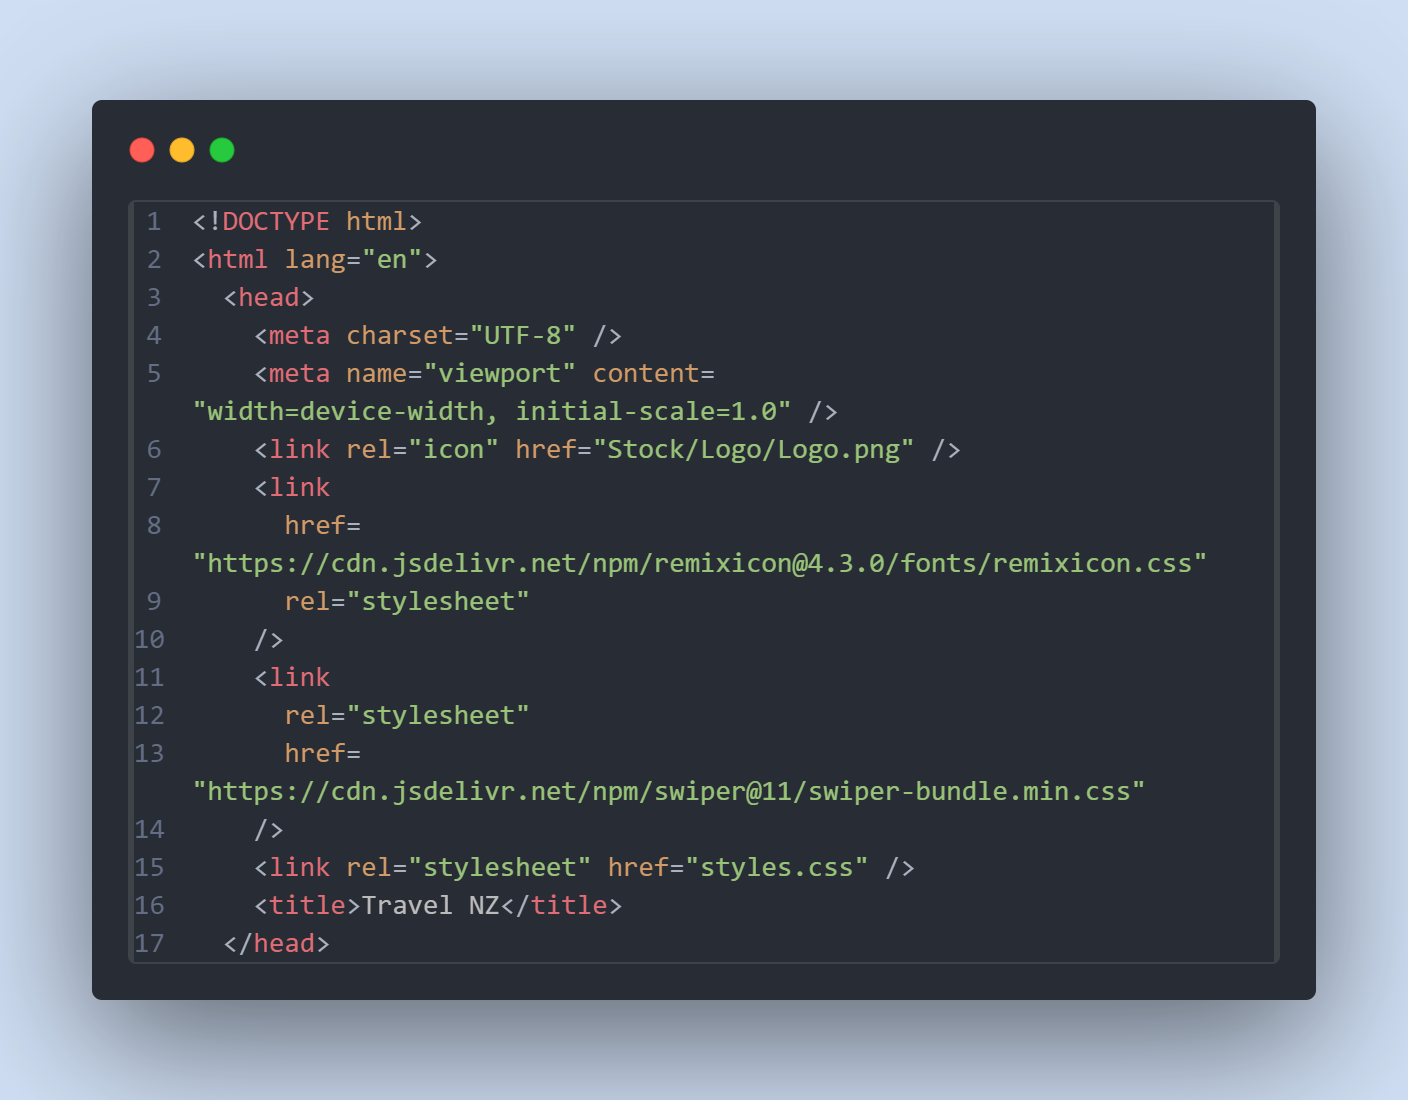 1 <!DOCTYPE html>
2 <html lang="en">
3   <head>
4     <meta charset="UTF-8" />
5     <meta name="viewport" content=
"width=device-width, initial-scale=1.0" />
6     <link rel="icon" href="Stock/Logo/Logo.png" />
7     <link
8       href=
"https://cdn.jsdelivr.net/npm/remixicon@4.3.0/fonts/remixicon.css"
9       rel="stylesheet"
10     />
11     <link
12       rel="stylesheet"
13       href=
"https://cdn.jsdelivr.net/npm/swiper@11/swiper-bundle.min.css"
14     />
15     <link rel="stylesheet" href="styles.css" />
16     <title>Travel NZ</title>
17   </head>